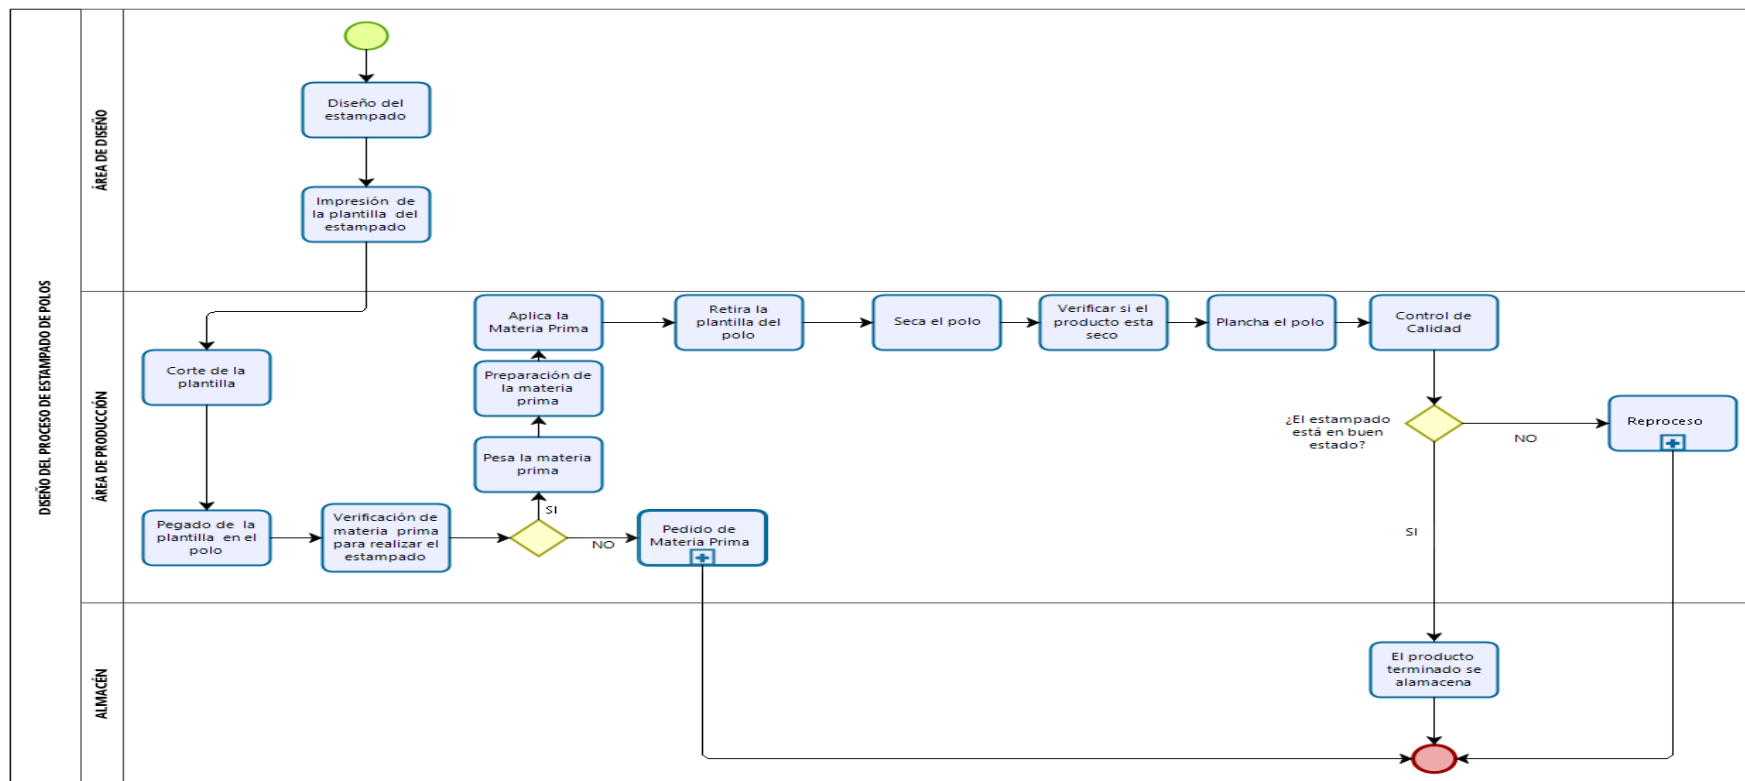 DISEÑO DEL PROCESO DE ESTAMPADO DE POLOS
ÁREA DE DISEÑO
Diseño del
estampado
Impresión de
la plantilla del
estampado
ÁREA DE PRODUCCIÓN
Corte de la
plantilla
Pegado de la
plantilla en el
polo
Verificación de
materia prima
para realizar el
estampado
SI
NO
Pedido de
Materia Prima
Pesa la materia
prima
Preparación de
la materia
prima
Aplica la
Materia Prima
Retira la
plantilla del
polo
Seca el polo
Verificar si el
producto esta
seco
Plancha el polo
Control de
Calidad
¿El estampado
está en buen
estado?
NO
Reproceso
SI
ALMACÉN
El producto
terminado se
alamacena